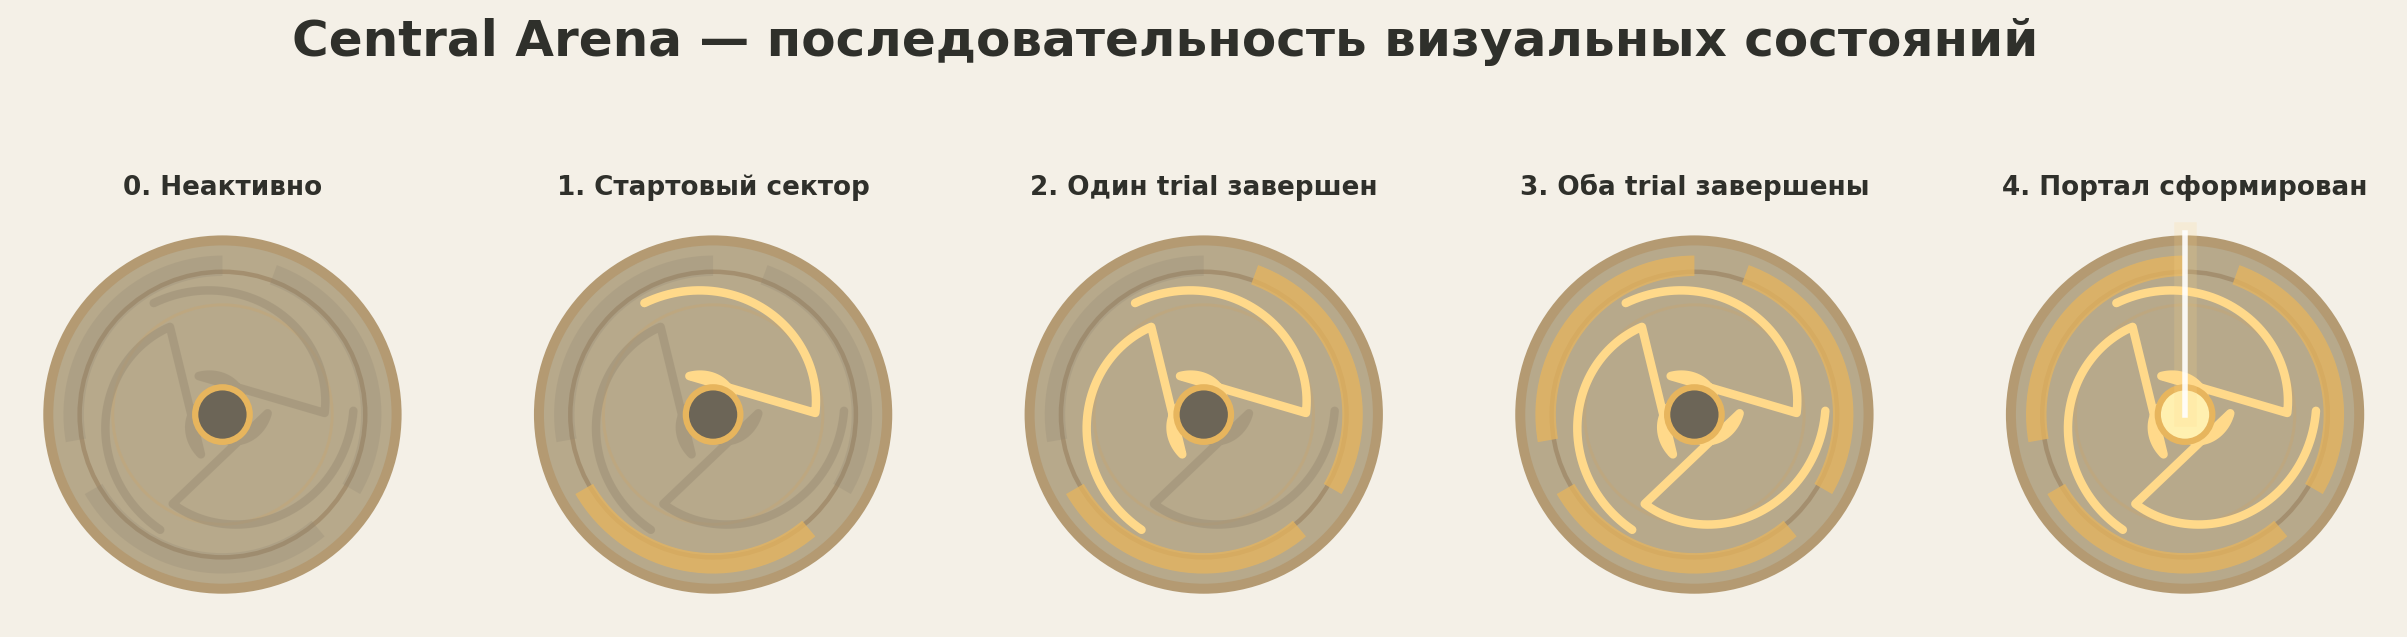 Central Arena — последовательность визуальных состояний
0. Неактивно
1. Стартовый сектор
2. Один trial завершен
3. Оба trial завершены
4. Портал сформирован